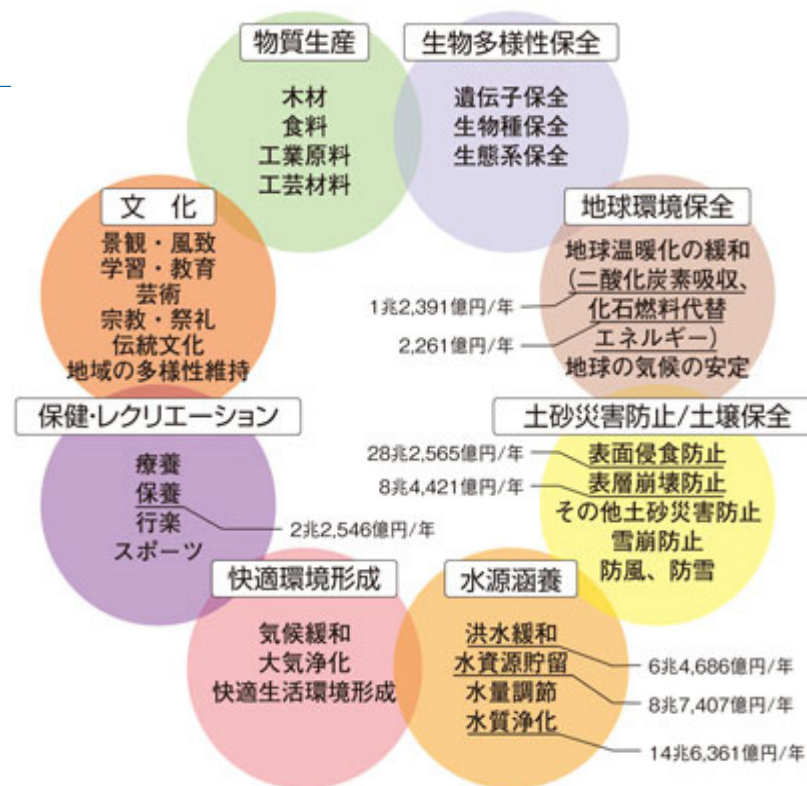 物質生産
木材
食料
工業原料
工芸材料
生物多様性保全
遺伝子保全
生物種保全
生態系保全
文 化
景観・風致
学習・教育
芸術
宗教・祭礼
伝統文化
地域の多様性維持
地球環境保全
地球温暖化の緩和
(二酸化炭素吸収、
化石燃料代替
エネルギー)
地球の気候の安定
1兆2,391億円/年
2,261億円/年
保健・レクリエーション
療養
保養
行楽
スポーツ
2兆2,546億円/年
土砂災害防止/土壌保全
28兆2,565億円/年
8兆4,421億円/年
表面侵食防止
表層崩壊防止
その他土砂災害防止
雪崩防止
防風、防雪
快適環境形成
気候緩和
大気浄化
快適生活環境形成
水源涵養
洪水緩和
水資源貯留
水量調節
水質浄化
6兆4,686億円/年
8兆7,407億円/年
14兆6,361億円/年